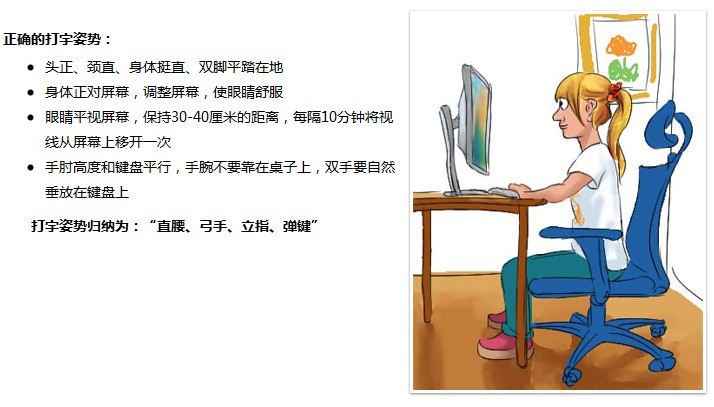 正确的打字姿势：
头正、颈直、身体挺直、双脚平踏在地
身体正对屏幕，调整屏幕，使眼睛舒服
眼睛平视屏幕，保持30-40厘米的距离，每隔10分钟将视
线从屏幕上移开一次
手肘高度和键盘平行，手腕不要靠在桌子上，双手要自然
垂放在键盘上
打字姿势归纳为：“直腰、弓手、立指、弹键”